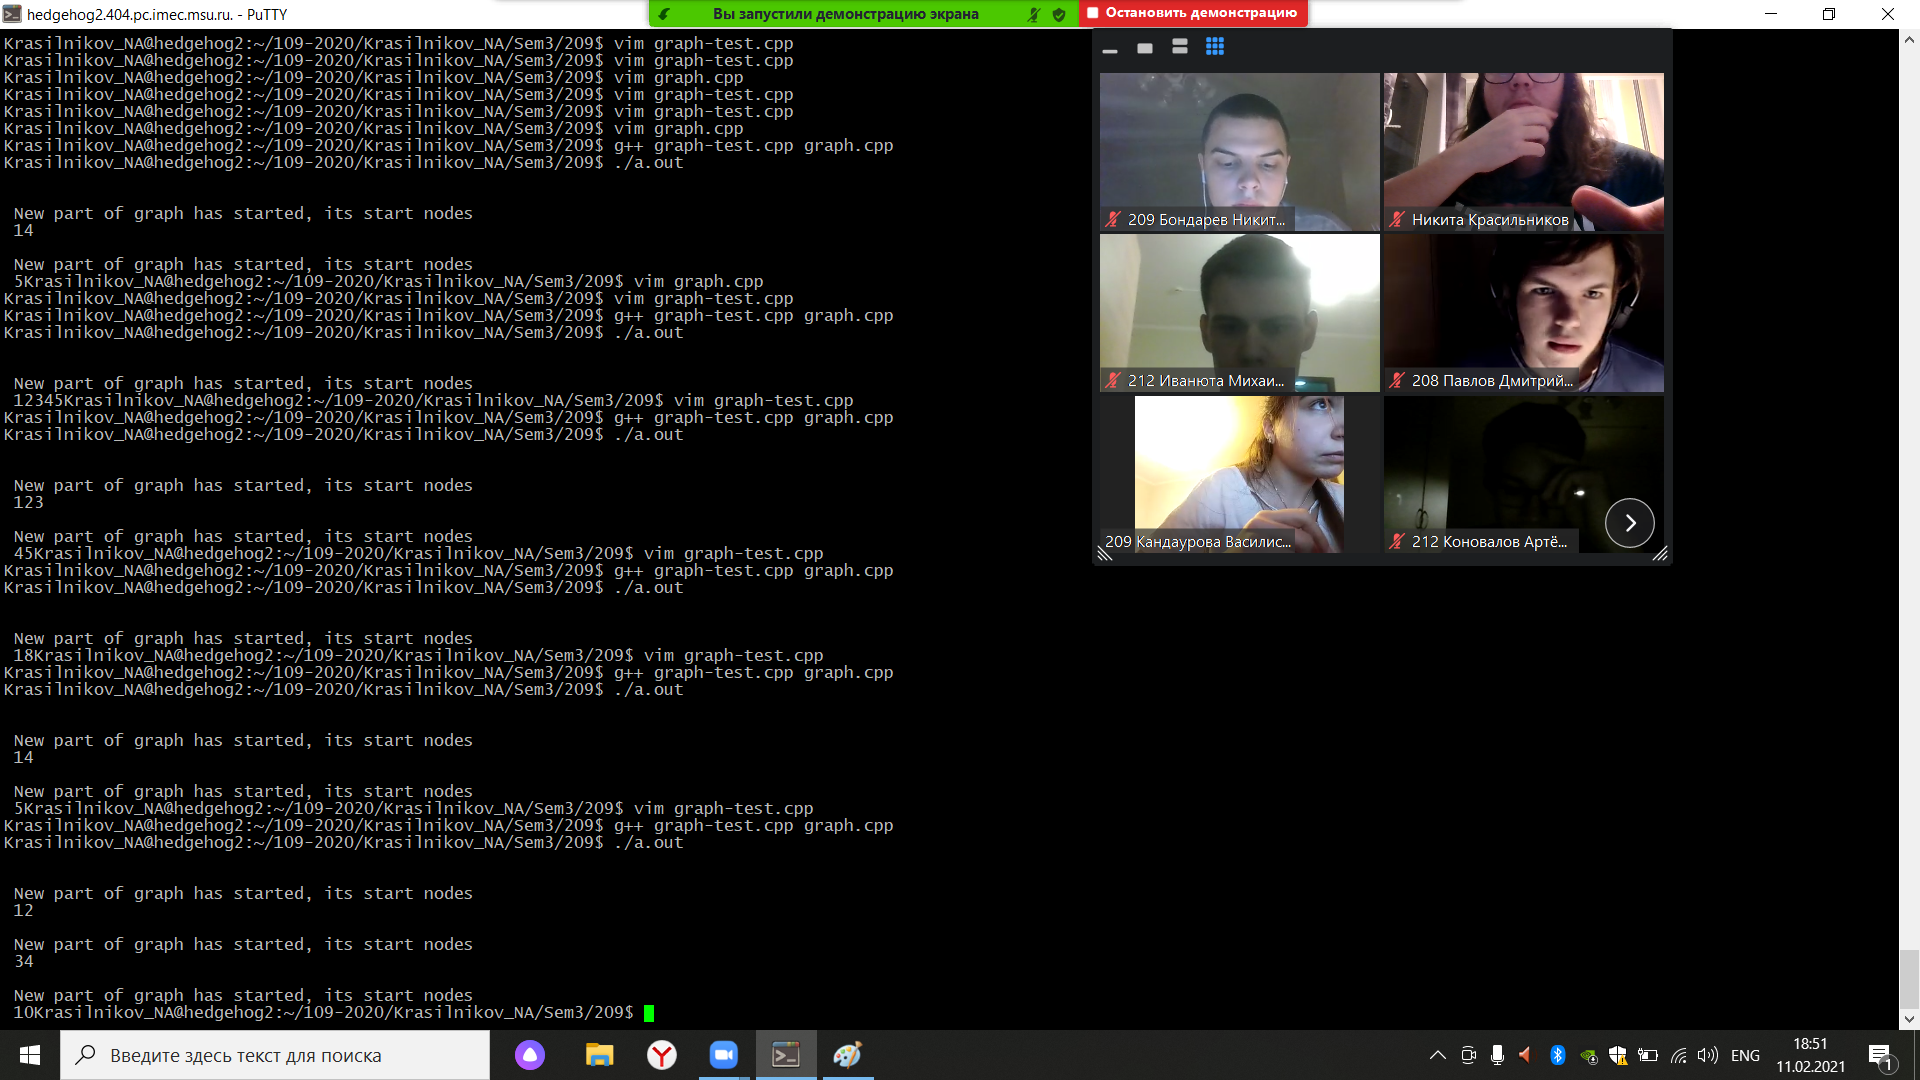 hedgehog2.404.pc.imec.msu.ru. - PuTTY
Вы запустили демонстрацию экрана
Остановить демонстрацию
Krasilnikov_NA@hedgehog2:~/109-2020/Krasilnikov_NA/Sem3/209$ vim graph-test.cpp
Krasilnikov_NA@hedgehog2:~/109-2020/Krasilnikov_NA/Sem3/209$ vim graph-test.cpp
Krasilnikov_NA@hedgehog2:~/109-2020/Krasilnikov_NA/Sem3/209$ vim graph.cpp
Krasilnikov_NA@hedgehog2:~/109-2020/Krasilnikov_NA/Sem3/209$ vim graph-test.cpp
Krasilnikov_NA@hedgehog2:~/109-2020/Krasilnikov_NA/Sem3/209$ vim graph-test.cpp
Krasilnikov_NA@hedgehog2:~/109-2020/Krasilnikov_NA/Sem3/209$ vim graph.cpp
Krasilnikov_NA@hedgehog2:~/109-2020/Krasilnikov_NA/Sem3/209$ g++ graph-test.cpp graph.cpp
Krasilnikov_NA@hedgehog2:~/109-2020/Krasilnikov_NA/Sem3/209$ ./a.out
New part of graph has started, its start nodes
14
New part of graph has started, its start nodes
5Krasilnikov_NA@hedgehog2:~/109-2020/Krasilnikov_NA/Sem3/209$ vim graph.cpp
Krasilnikov_NA@hedgehog2:~/109-2020/Krasilnikov_NA/Sem3/209$ vim graph-test.cpp
Krasilnikov_NA@hedgehog2:~/109-2020/Krasilnikov_NA/Sem3/209$ g++ graph-test.cpp graph.cpp
Krasilnikov_NA@hedgehog2:~/109-2020/Krasilnikov_NA/Sem3/209$ ./a.out
New part of graph has started, its start nodes
12345Krasilnikov_NA@hedgehog2:~/109-2020/Krasilnikov_NA/Sem3/209$ vim graph-test.cpp
Krasilnikov_NA@hedgehog2:~/109-2020/Krasilnikov_NA/Sem3/209$ g++ graph-test.cpp graph.cpp
Krasilnikov_NA@hedgehog2:~/109-2020/Krasilnikov_NA/Sem3/209$ ./a.out
New part of graph has started, its start nodes
123
New part of graph has started, its start nodes
45Krasilnikov_NA@hedgehog2:~/109-2020/Krasilnikov_NA/Sem3/209$ vim graph-test.cpp
Krasilnikov_NA@hedgehog2:~/109-2020/Krasilnikov_NA/Sem3/209$ g++ graph-test.cpp graph.cpp
Krasilnikov_NA@hedgehog2:~/109-2020/Krasilnikov_NA/Sem3/209$ ./a.out
New part of graph has started, its start nodes
18Krasilnikov_NA@hedgehog2:~/109-2020/Krasilnikov_NA/Sem3/209$ vim graph-test.cpp
Krasilnikov_NA@hedgehog2:~/109-2020/Krasilnikov_NA/Sem3/209$ g++ graph-test.cpp graph.cpp
Krasilnikov_NA@hedgehog2:~/109-2020/Krasilnikov_NA/Sem3/209$ ./a.out
New part of graph has started, its start nodes
14
New part of graph has started, its start nodes
5Krasilnikov_NA@hedgehog2:~/109-2020/Krasilnikov_NA/Sem3/209$ vim graph-test.cpp
Krasilnikov_NA@hedgehog2:~/109-2020/Krasilnikov_NA/Sem3/209$ g++ graph-test.cpp graph.cpp
Krasilnikov_NA@hedgehog2:~/109-2020/Krasilnikov_NA/Sem3/209$ ./a.out
New part of graph has started, its start nodes
12
New part of graph has started, its start nodes
34
New part of graph has started, its start nodes
10Krasilnikov_NA@hedgehog2:~/109-2020/Krasilnikov_NA/Sem3/209$
209 Бондарев Никит...
Никита Красильников
212 Иванюта Михаи...
208 Павлов Дмитрий...
209 Кандаурова Василис...
212 Коновалов Артё...
Введите здесь текст для поиска
ENG
18:51
11.02.2021
1